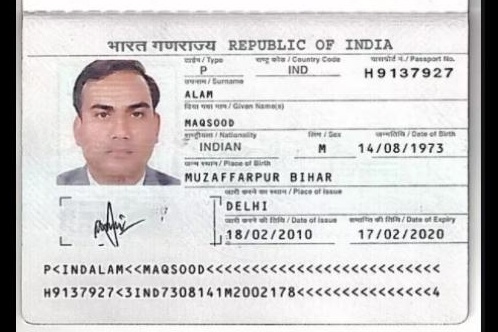 भारत गणराज्य REPUBLIC OF INDIA
टाईप / Type
राष्ट्र कोड / Country Code
पासपोर्ट नं. / Passport No.
P
IND
H9137927
उपनाम / Surname
ALAM
दिया गया नाम / Given Name(s)
MAQSOOD
राष्ट्रीयता / Nationality
लिंग / Sex
जन्मतिथि / Date of Birth
INDIAN
M
14/08/1973
जन्म स्थान / Place of Birth
MUZAFFARPUR BIHAR
जारी करने का स्थान / Place of Issue
DELHI
जारी करने की तिथि / Date of Issue
समाप्ति की तिथि / Date of Expiry
18/02/2010
17/02/2020
P<INDALAM<<MAQSOOD<<<<<<<<<<<<<<<<<<<<<<<<<<
H9137927<3IND7308141M2002178<<<<<<<<<<<<<<<4